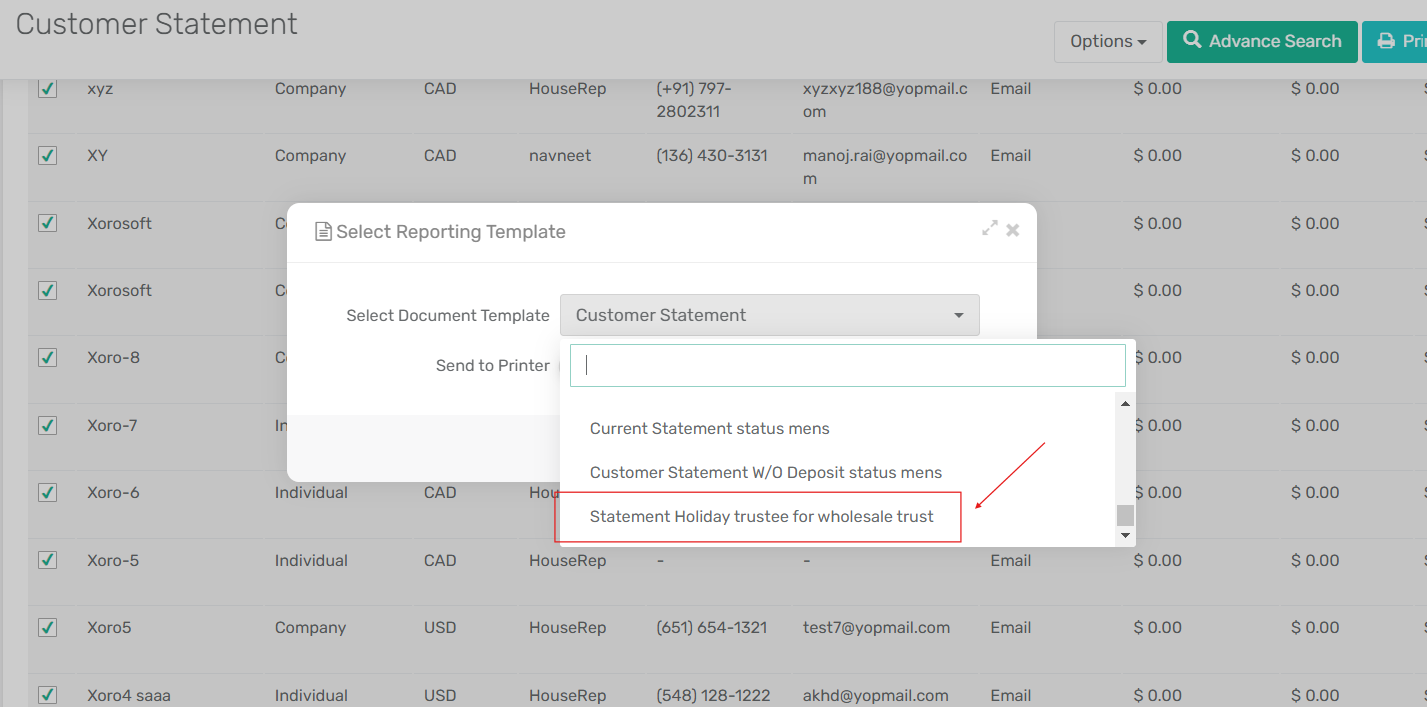 Customer Statement
Options
Advance Search
xyz Company CAD HouseRep (+91) 797- xyzxyz188@yopmail.c Email $ 0.00 $ 0.00
2802311 om
XY Company CAD navneet (136) 430-3131 manoj.rai@yopmail.co Email $ 0.00 $ 0.00
m
Xorosoft $ 0.00 $ 0.00
Select Reporting Template
Xorosoft $ 0.00 $ 0.00
Select Document Template Customer Statement
Xoro-8 $ 0.00 $ 0.00
Send to Printer
Xoro-7 $ 0.00 $ 0.00
Current Statement status mens
Customer Statement W/O Deposit status mens
Xoro-6 Individual CAD $ 0.00 $ 0.00
Statement Holiday trustee for wholesale trust
Xoro-5 Individual CAD HouseRep - - Email $ 0.00 $ 0.00
Xoro5 Company USD HouseRep (651) 654-1321 test7@yopmail.com Email $ 0.00 $ 0.00
Xoro4 saaa Individual USD HouseRep (548) 128-1222 akhd@yopmail.com Email $ 0.00 $ 0.00